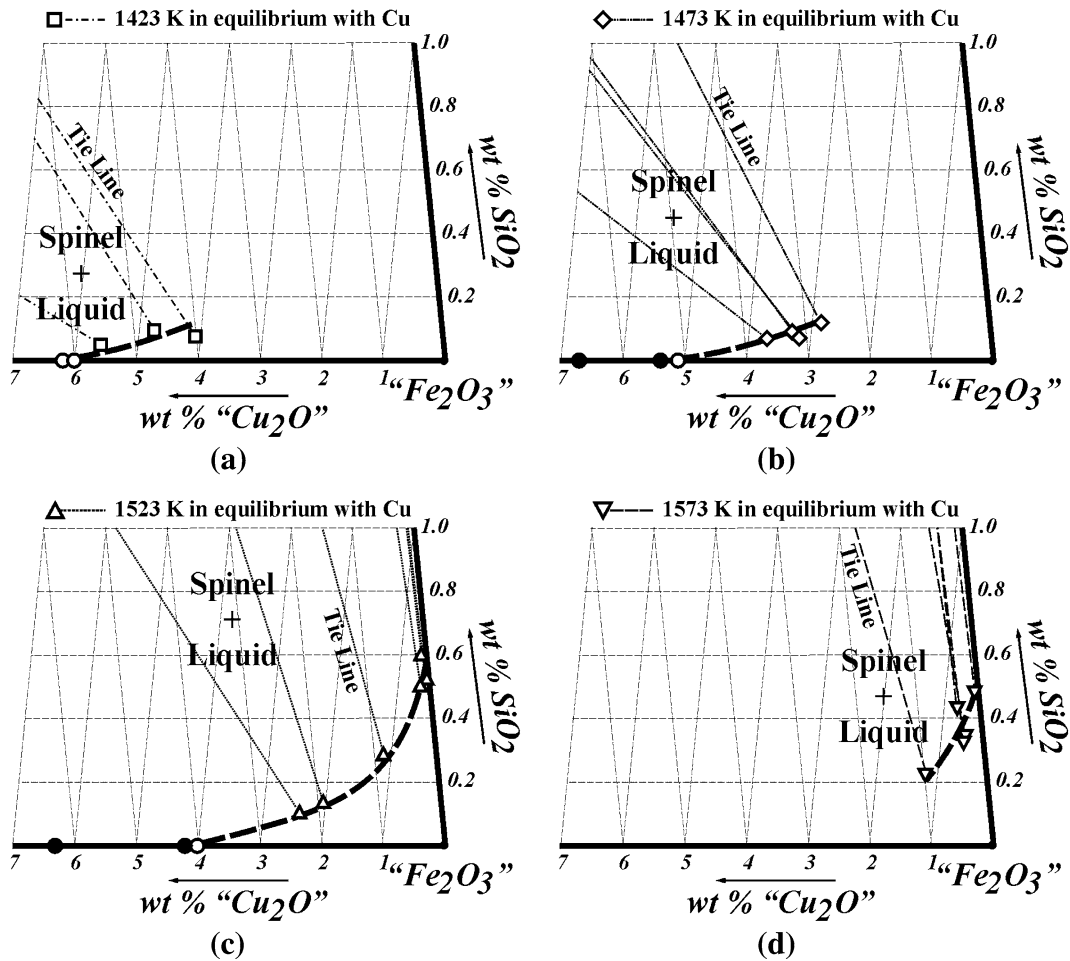 1423 K in equilibrium with Cu
1.0
0.8
0.6
0.4
0.2
wt % SiO2
Tie Line
Spinel
+
Liquid
7 6 5 4 3 2 1 “Fe2O3”
wt % “Cu2O”
(a)
1473 K in equilibrium with Cu
1.0
0.8
0.6
0.4
0.2
wt % SiO2
Tie Line
Spinel
+
Liquid
7 6 5 4 3 2 1 “Fe2O3”
wt % “Cu2O”
(b)
1523 K in equilibrium with Cu
1.0
0.8
0.6
0.4
0.2
wt % SiO2
Tie Line
Spinel
+
Liquid
7 6 5 4 3 2 1 “Fe2O3”
wt % “Cu2O”
(c)
1573 K in equilibrium with Cu
1.0
0.8
0.6
0.4
0.2
wt % SiO2
Tie Line
Spinel
+
Liquid
7 6 5 4 3 2 1 “Fe2O3”
wt % “Cu2O”
(d)